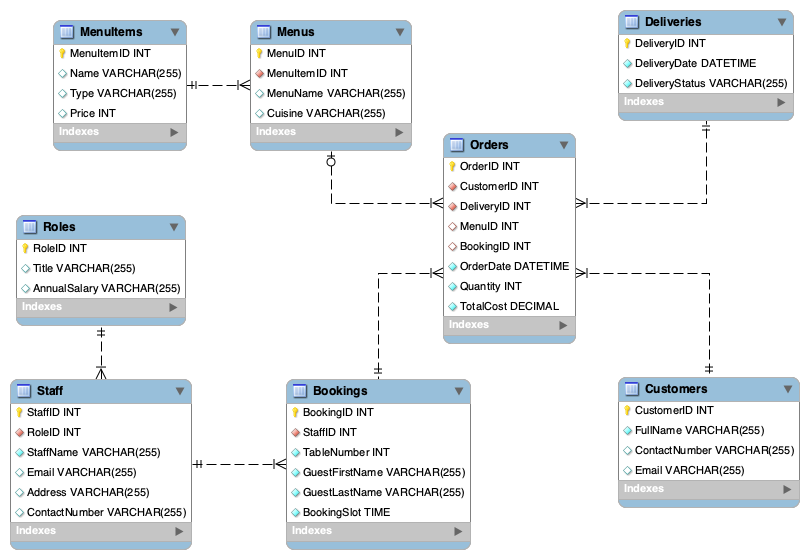 MenuItems
MenuItemID INT
Name VARCHAR(255)
Type VARCHAR(255)
Price INT
Indexes
Menus
MenuID INT
MenuItemID INT
MenuName VARCHAR(255)
Cuisine VARCHAR(255)
Indexes
Deliveries
DeliveryID INT
DeliveryDate DATETIME
DeliveryStatus VARCHAR(255)
Indexes
Orders
OrderID INT
CustomerID INT
DeliveryID INT
MenuID INT
BookingID INT
OrderDate DATETIME
Quantity INT
TotalCost DECIMAL
Indexes
Roles
RoleID INT
Title VARCHAR(255)
AnnualSalary VARCHAR(255)
Indexes
Staff
StaffID INT
RoleID INT
StaffName VARCHAR(255)
Email VARCHAR(255)
Address VARCHAR(255)
ContactNumber VARCHAR(255)
Indexes
Bookings
BookingID INT
StaffID INT
TableNumber INT
GuestFirstName VARCHAR(255)
GuestLastName VARCHAR(255)
BookingSlot TIME
Indexes
Customers
CustomerID INT
FullName VARCHAR(255)
ContactNumber VARCHAR(255)
Email VARCHAR(255)
Indexes